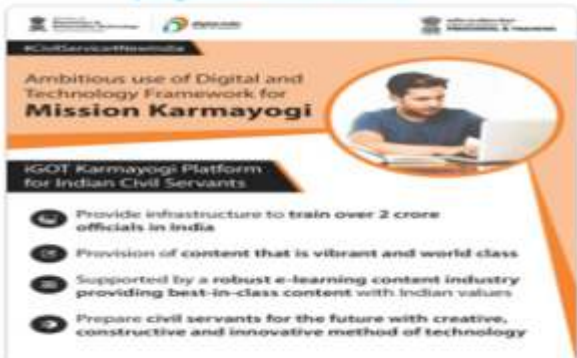 Digital India
#CivilService4NewIndia
Ambitious use of Digital and
Technology Framework for
Mission Karmayogi
iGOT Karmayogi Platform
for Indian Civil Servants
Provide infrastructure to train over 2 crore
officials in India
Provision of content that is vibrant and world class
Supported by a robust e-learning content industry
providing best-in-class content with Indian values
Prepare civil servants for the future with creative,
constructive and innovative method of technology